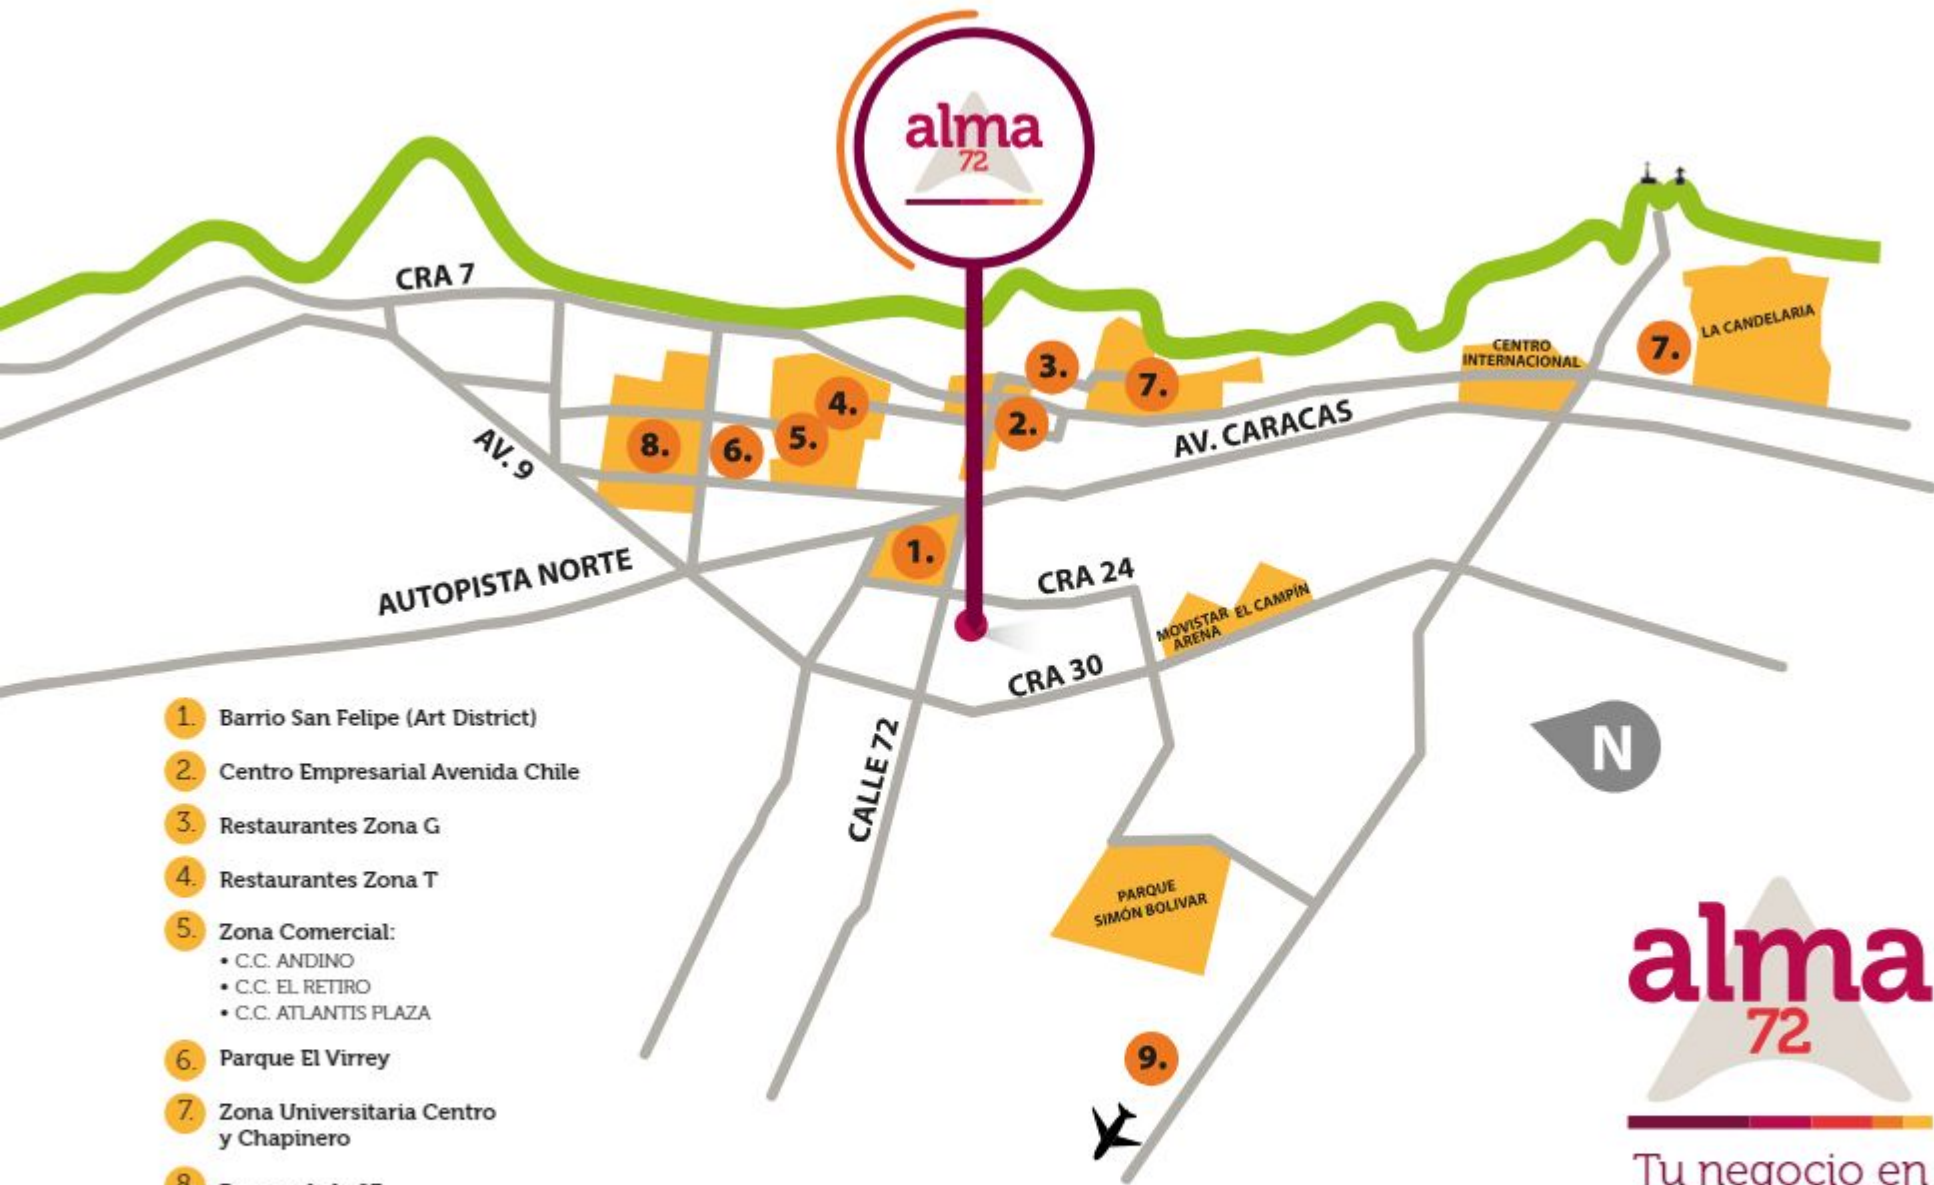 alma
72
CRA 7
3.
7.
LA CANDELARIA
CENTRO
INTERNACIONAL
7.
4.
2.
8.
6.
5.
AV. CARACAS
AV. 9
1.
AUTOPISTA NORTE
CRA 24
MOVISTAR
ARENA
EL CAMPÍN
CRA 30
N
CALLE 72
PARQUE
SIMÓN BOLIVAR
9.
1. Barrio San Felipe (Art District)
2. Centro Empresarial Avenida Chile
3. Restaurantes Zona G
4. Restaurantes Zona T
5. Zona Comercial:
• C.C. ANDINO
• C.C. EL RETIRO
• C.C. ATLANTIS PLAZA
6. Parque El Virrey
7. Zona Universitaria Centro
y Chapinero
8.
alma
72
Tu negocio en